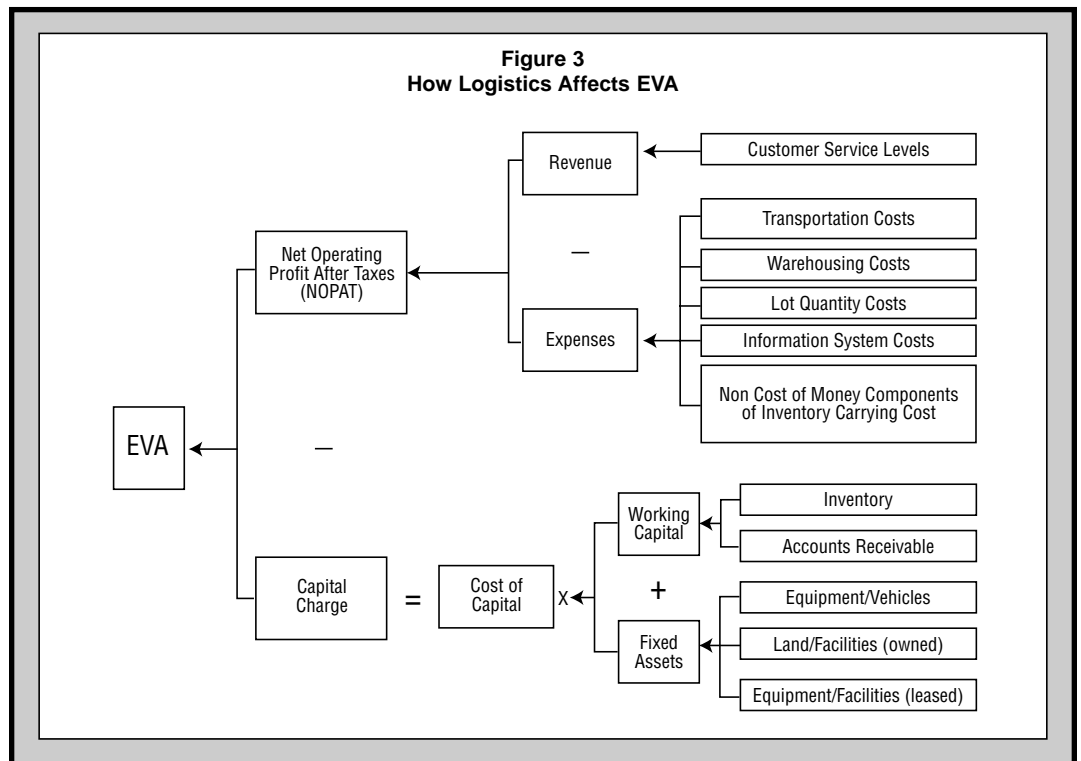 Figure 3
How Logistics Affects EVA
Revenue
Customer Service Levels
Transportation Costs
Net Operating
Profit After Taxes
(NOPAT)
–
Warehousing Costs
Lot Quantity Costs
Expenses
Information System Costs
Non Cost of Money Components
of Inventory Carrying Cost
EVA
–
Working
Capital
Inventory
Accounts Receivable
Capital
Charge
=
Cost of
Capital
X
+
Equipment/Vehicles
Fixed
Assets
Land/Facilities (owned)
Equipment/Facilities (leased)